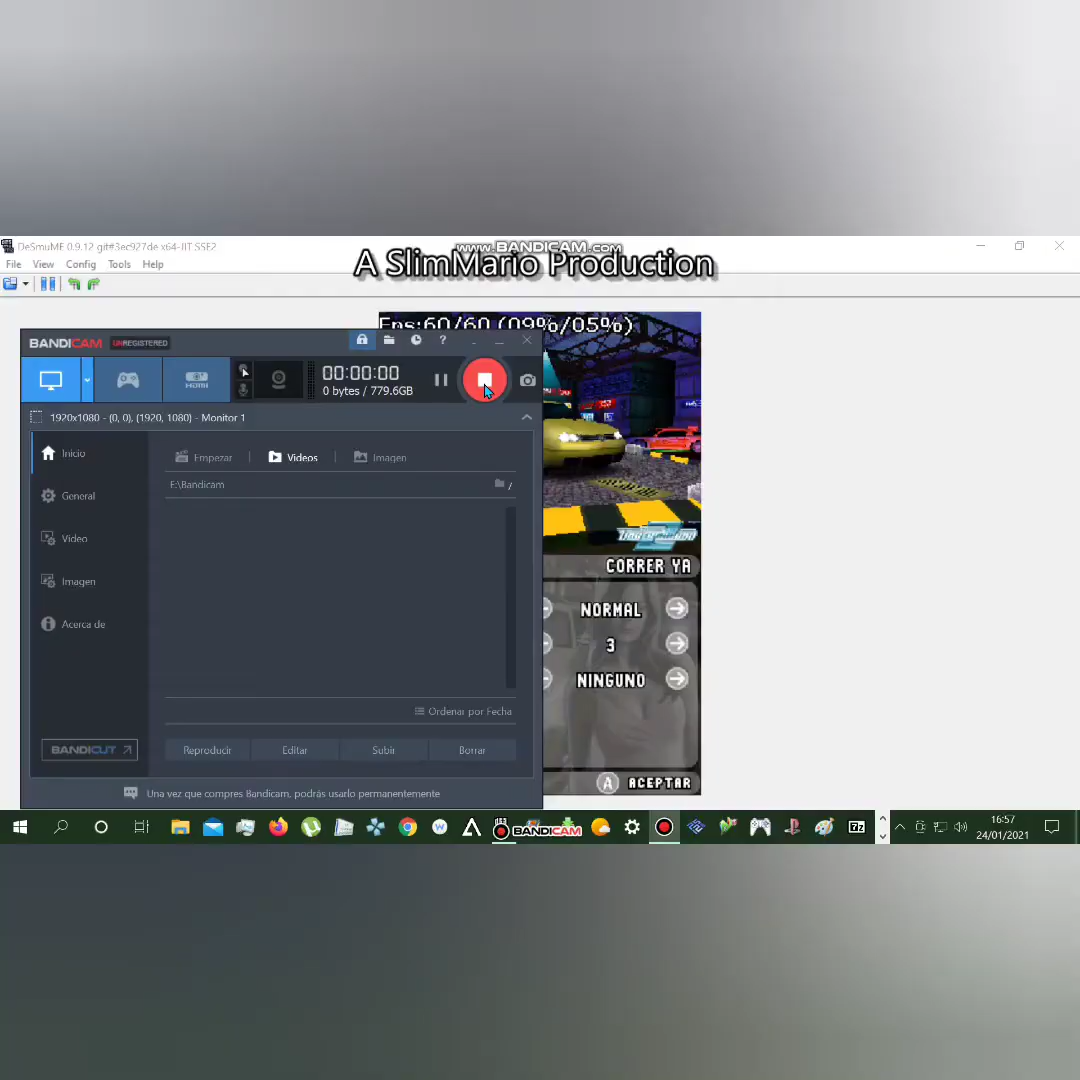 DeSmuME 0.9.12 git#3ec927de x64-JIT SSE2
www.BANDICAM.com
A SlimMario Production
File View Config Tools Help
Fps:60/60 (09%/05%)
BANDICAM UNREGISTERED
?
HDMI
00:00:00
0 bytes / 779.6GB
1920x1080 - (0, 0), (1920, 1080) - Monitor 1
Inicio
General
Video
Imagen
Acerca de
BANDICUT
Empezar | Videos | Imagen
F:\Bandicam
Ordenar por Fecha
Reproducir Editar Subir Borrar
Una vez que compres Bandicam, podrás usarlo permanentemente
CORRER YA
NORMAL
3
NINGUNO
A ACEPTAR
BANDICAM
7z
16:57
24/01/2021